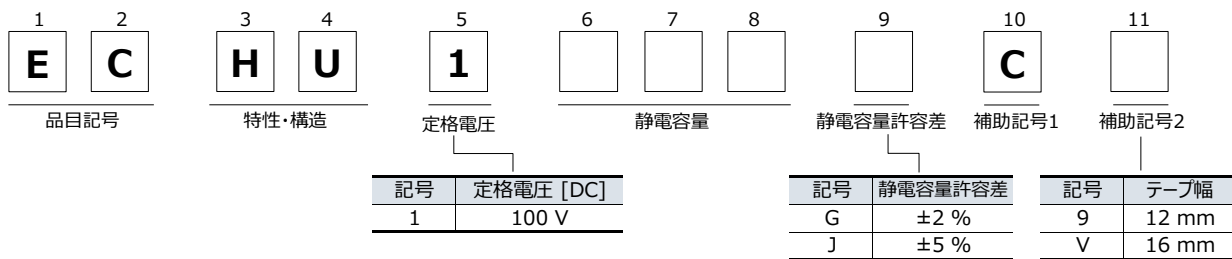 1 2 3 4 5 6 7 8 9 10 11
E C H U 1 C
品目記号 特性・構造 定格電圧 静電容量 静電容量許容差 補助記号1 補助記号2
記号 定格電圧 [DC] 記号 静電容量許容差 記号 テープ幅
1 100 V G ±2 % 9 12 mm
J ±5 % V 16 mm